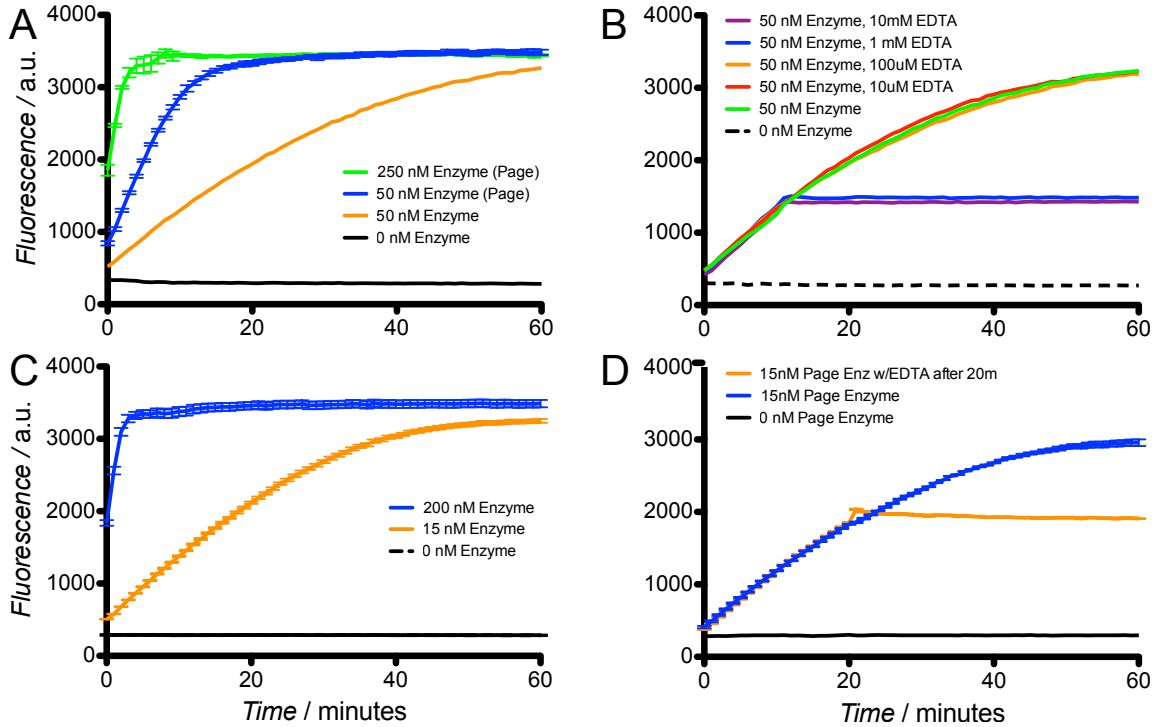 A
Fluorescence / a.u.
4000
3000
2000
1000
0
0
20
40
60
250 nM Enzyme (Page)
50 nM Enzyme (Page)
50 nM Enzyme
0 nM Enzyme
B
50 nM Enzyme, 10mM EDTA
50 nM Enzyme, 1 mM EDTA
50 nM Enzyme, 100uM EDTA
50 nM Enzyme, 10uM EDTA
50 nM Enzyme
0 nM Enzyme
4000
3000
2000
1000
0
0
20
40
60
C
Fluorescence / a.u.
4000
3000
2000
1000
0
0
20
40
60
200 nM Enzyme
15 nM Enzyme
0 nM Enzyme
Time / minutes
D
15nM Page Enz w/EDTA after 20m
15nM Page Enzyme
0 nM Page Enzyme
4000
3000
2000
1000
0
0
20
40
60
Time / minutes